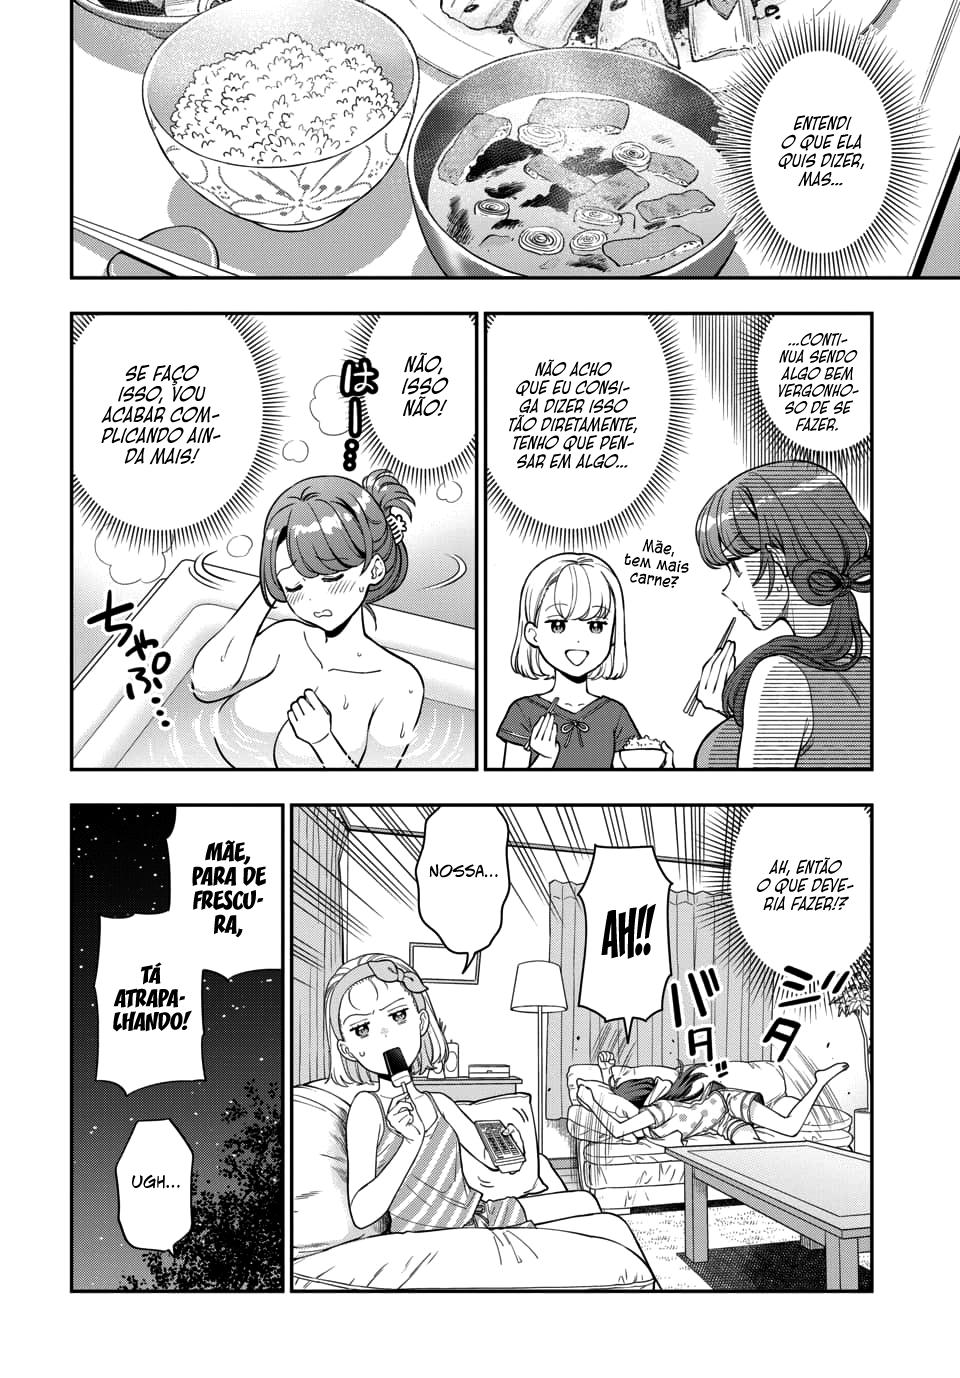 ENTENDI
O QUE ELA
QUIS DIZER,
MAS...
...CONTI-
NUA SENDO
ALGO BEM
VERGONHO-
SO DE SE
FAZER.
NÃO ACHO
QUE EU CONSI-
GA DIZER ISSO
TÃO DIRETAMENTE,
TENHO QUE PEN-
SAR EM ALGO...
Mãe,
tem mais
carne?
NÃO,
ISSO
NÃO!
はーー…
SE FAÇO
ISSO, VOU
ACABAR COM-
PLICANDO AIN-
DA MAIS!
ちゃぷ…
AH, ENTÃO
O QUE DEVE-
RIA FAZER!?
ジタ
バタ
AH!!
NOSSA...
MÃE,
PARA DE
FRESCU-
RA,
TÁ
ATRAPA-
LHANDO!
UGH...